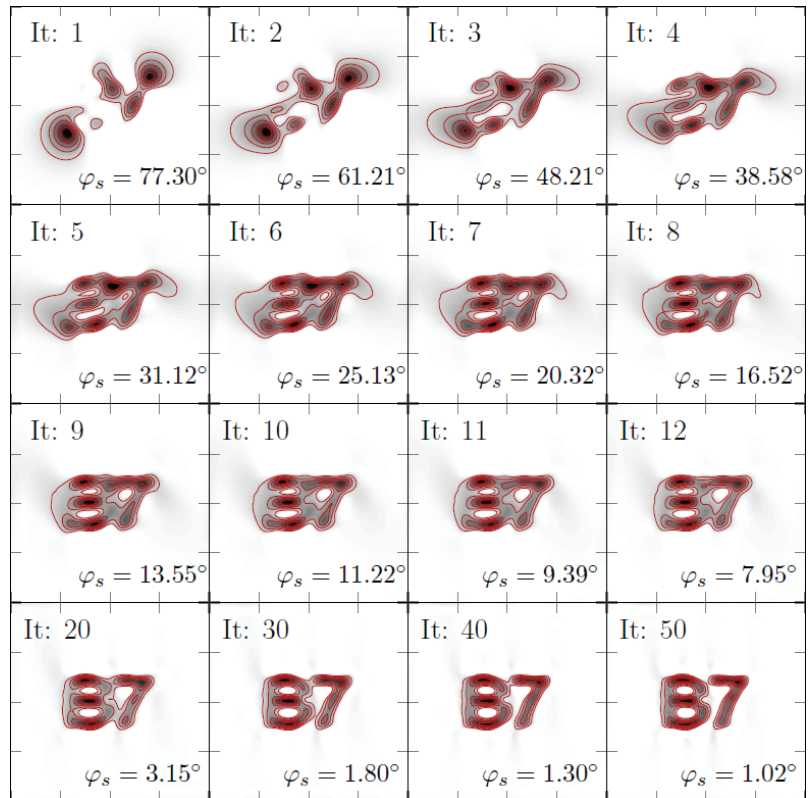 It: 1 It: 2 It: 3 It: 4
φₛ = 77.30° φₛ = 61.21° φₛ = 48.21° φₛ = 38.58°
It: 5 It: 6 It: 7 It: 8
φₛ = 31.12° φₛ = 25.13° φₛ = 20.32° φₛ = 16.52°
It: 9 It: 10 It: 11 It: 12
φₛ = 13.55° φₛ = 11.22° φₛ = 9.39° φₛ = 7.95°
It: 20 It: 30 It: 40 It: 50
B7 B7 B7 B7
φₛ = 3.15° φₛ = 1.80° φₛ = 1.30° φₛ = 1.02°